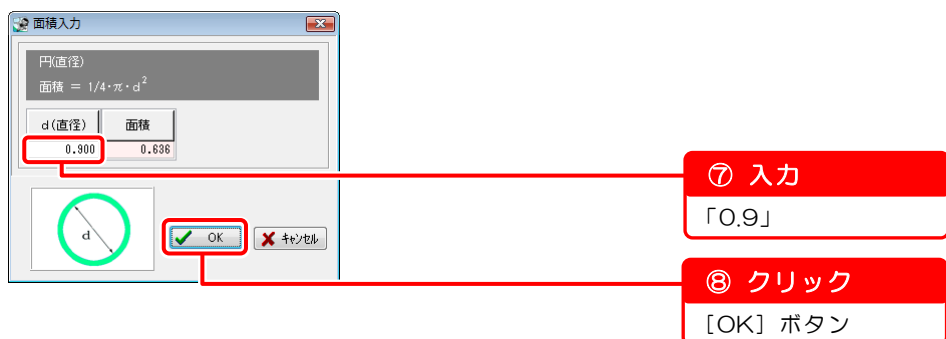 面積入力
円(直径)
面積 = 1/4・π・d²
d(直径) 面積
0.900 0.636
d
OK キャンセル
⑦ 入力
「0.9」
⑧ クリック
[OK] ボタン